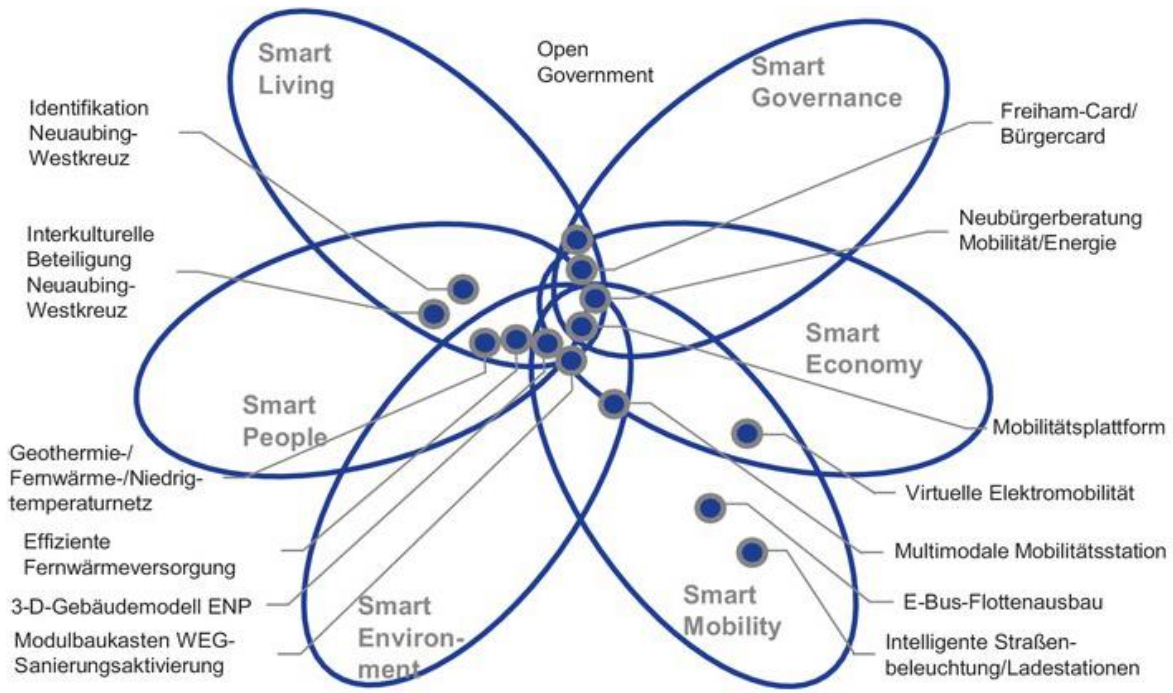 Smart
Living
Open
Government
Smart
Governance
Identifikation
Neuaubing-
Westkreuz
Freiham-Card/
Bürgercard
Interkulturelle
Beteiligung
Neuaubing-
Westkreuz
Neubürgerberatung
Mobilität/Energie
Smart
Economy
Smart
People
Mobilitätsplattform
Geothermie-/
Fernwärme-/Niedrig-
temperaturnetz
Virtuelle Elektromobilität
Effiziente
Fernwärmeversorgung
Multimodale Mobilitätsstation
3-D-Gebäudemodell ENP
Smart
Environ-
ment
Smart
Mobility
E-Bus-Flottenausbau
Modulbaukasten WEG-
Sanierungsaktivierung
Intelligente Straßen-
beleuchtung/Ladestationen